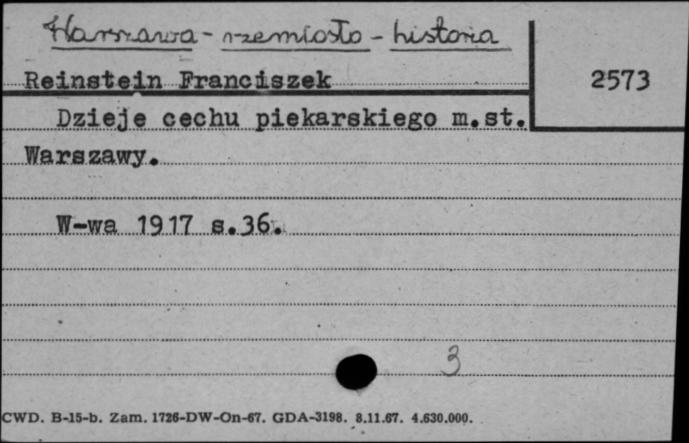 Warszawa - rzemiosło - historia
Reinstein Franciszek
2573
Dzieje cechu piekarskiego m.st.
Warszawy.
W-wa 1917 s.36.
3
CWD. B-15-b. Zam. 1726-DW-On-67. GDA-3198. 8.11.67. 4.630.000.